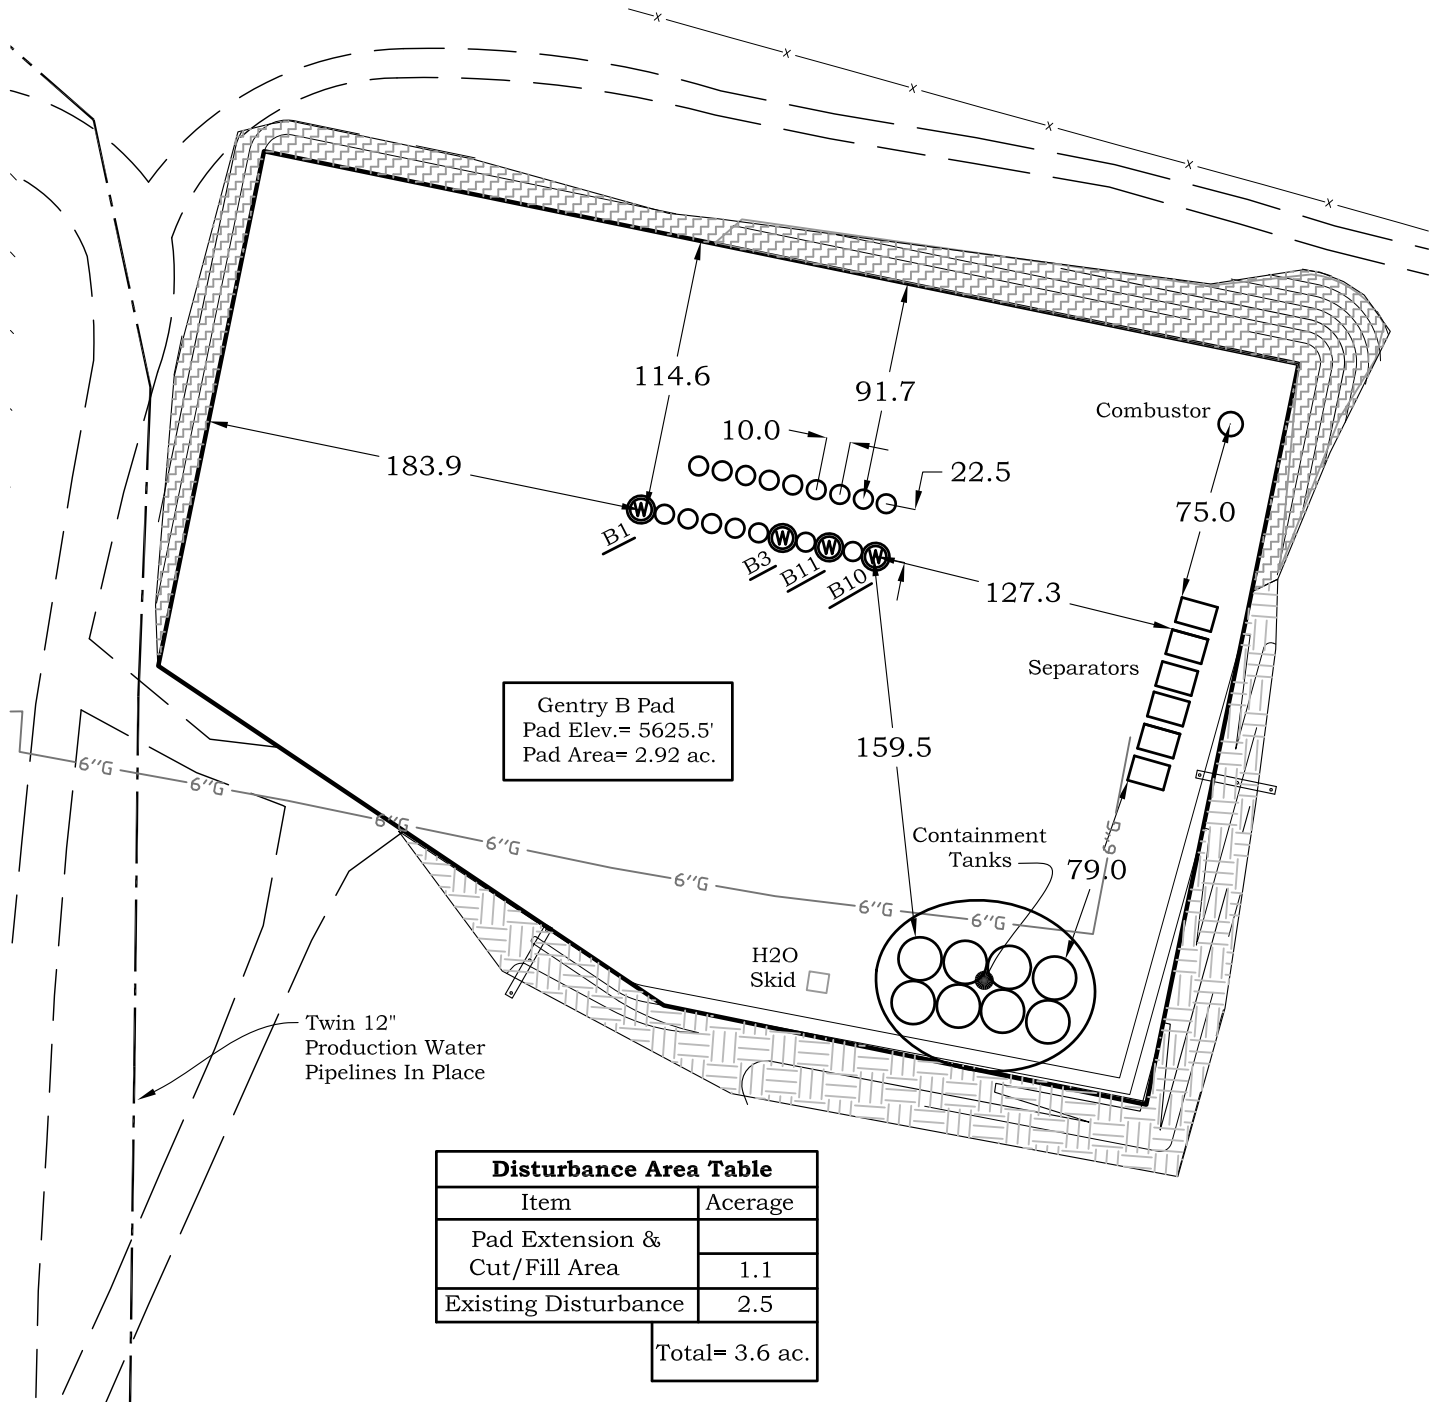 x
x
x
x
x
x
114.6
91.7
Combustor
10.0
183.9
22.5
75.0
W
W
W
W
B1
B3
B11
B10
127.3
Separators
Gentry B Pad
Pad Elev.= 5625.5'
Pad Area= 2.92 ac.
159.5
6"G
6"G
6"G
6"G
6"G
6"G
6"G
6"G
Containment
Tanks
79.0
H2O
Skid
Twin 12"
Production Water
Pipelines In Place
Disturbance Area Table
Item Acerage
Pad Extension &
Cut/Fill Area 1.1
Existing Disturbance 2.5
Total= 3.6 ac.